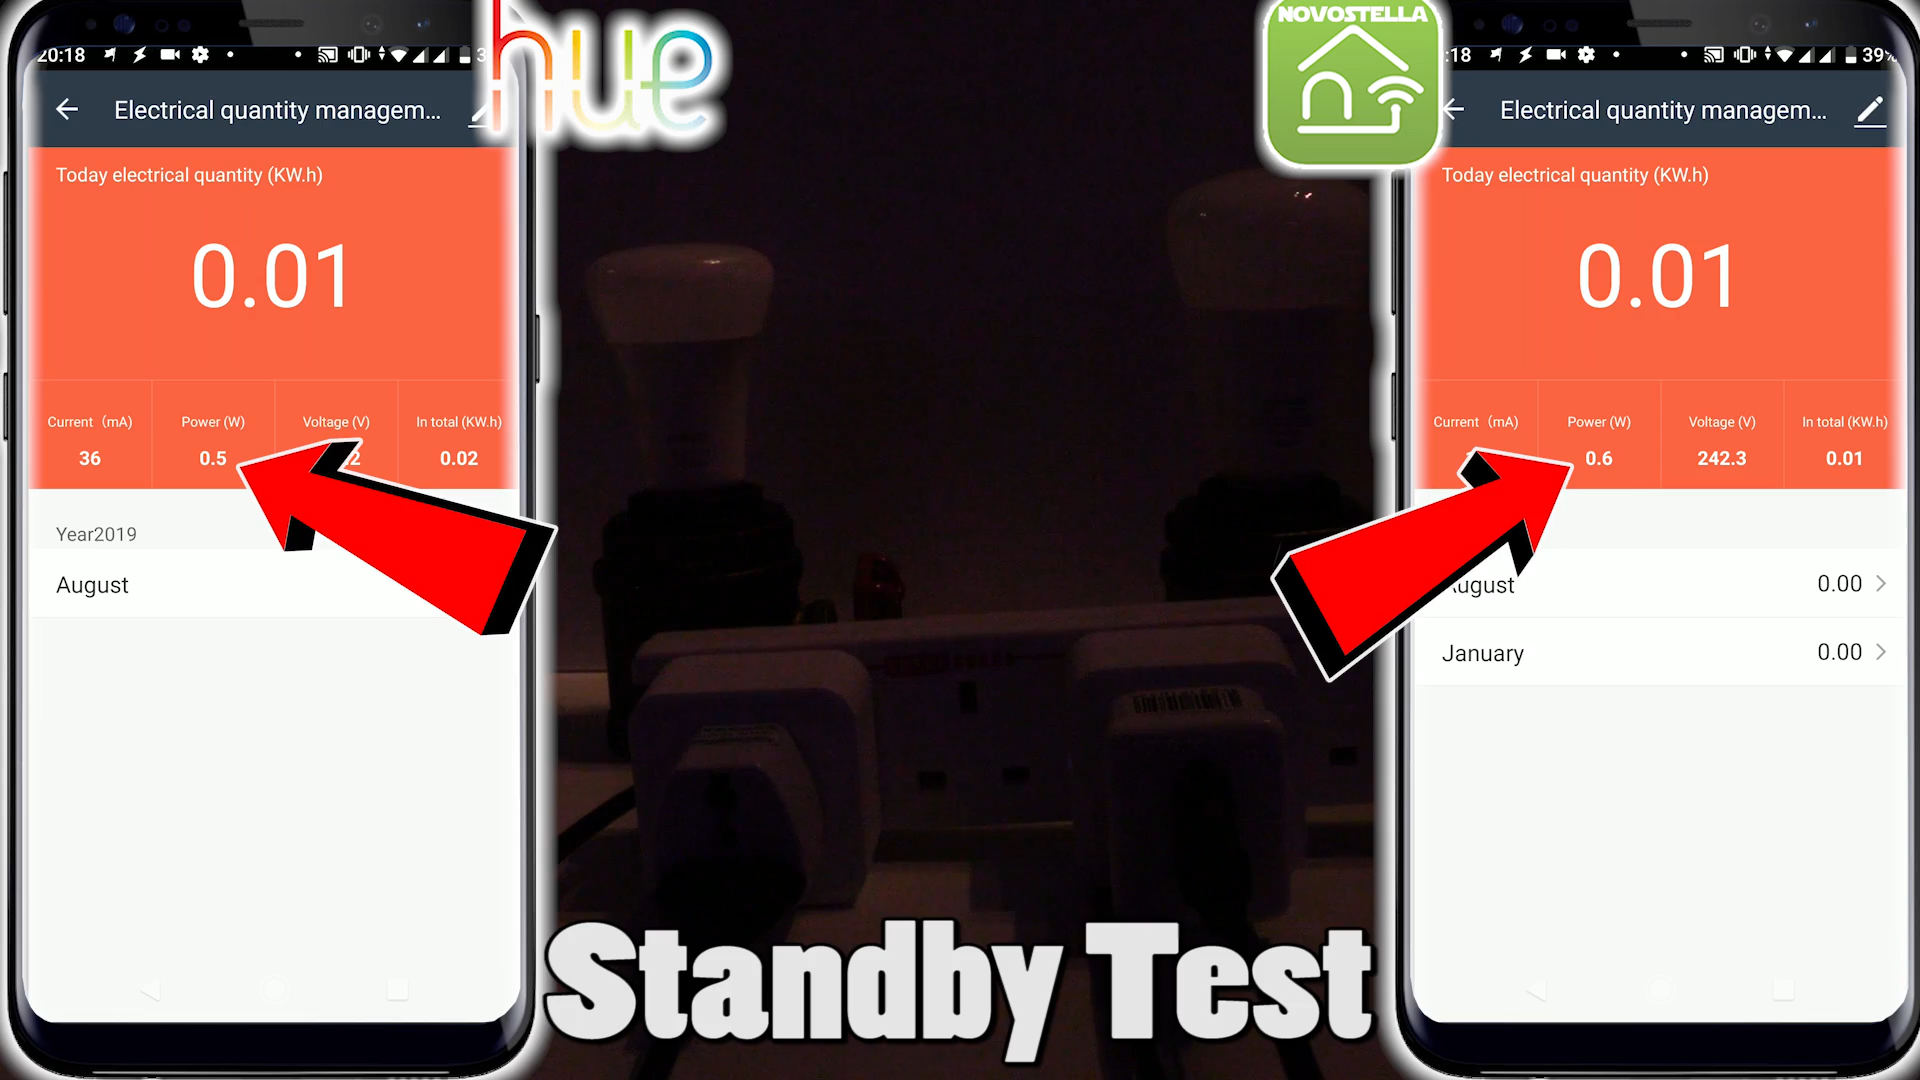 hue
NOVOSTELLA
20:18
Electrical quantity managem...
Today electrical quantity (KW.h)
0.01
Current (mA)
Power (W)
Voltage (V)
In total (KW.h)
36
0.5
2
0.02
Year2019
August
:18
39%
Electrical quantity managem...
Today electrical quantity (KW.h)
0.01
Current (mA)
Power (W)
Voltage (V)
In total (KW.h)
0.6
242.3
0.01
ugust
0.00
January
0.00
Standby Test